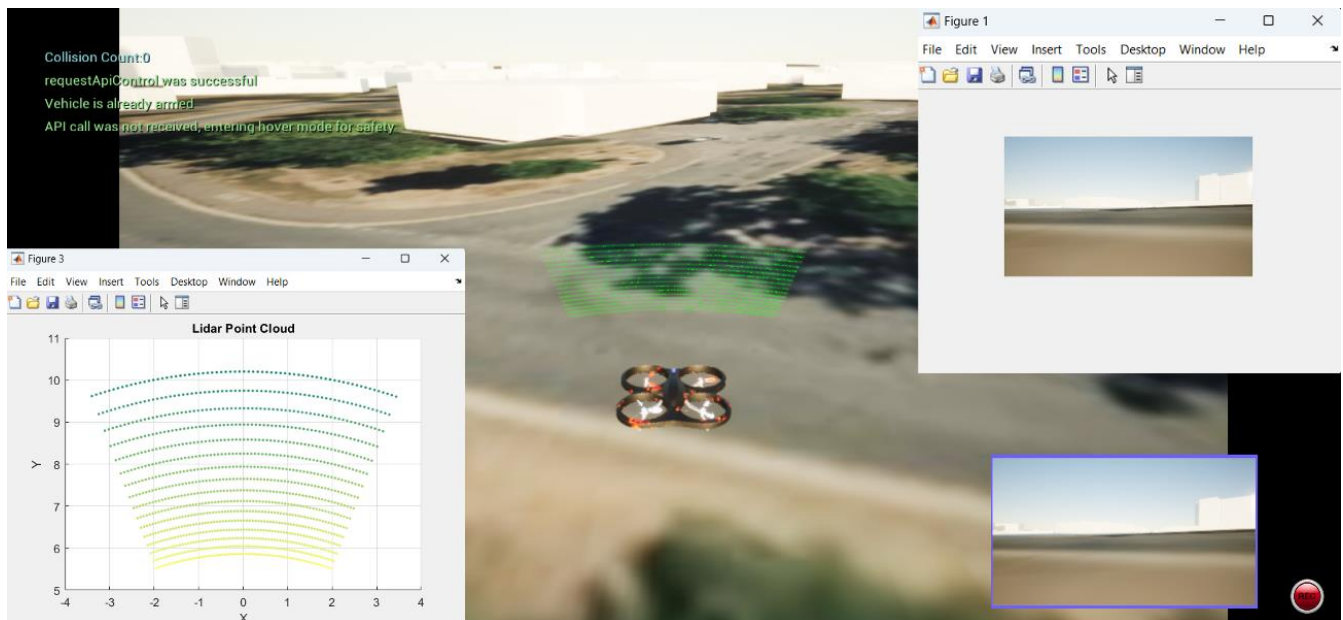 Collision Count:0
requestApiControl was successful
Vehicle is already armed
API call was not received, entering hover mode for safety
Figure 1
File Edit View Insert Tools Desktop Window Help
Figure 3
File Edit View Insert Tools Desktop Window Help
Lidar Point Cloud
11
10
9
8
7
6
5
Y
-4 -3 -2 -1 0 1 2 3 4
X
REC